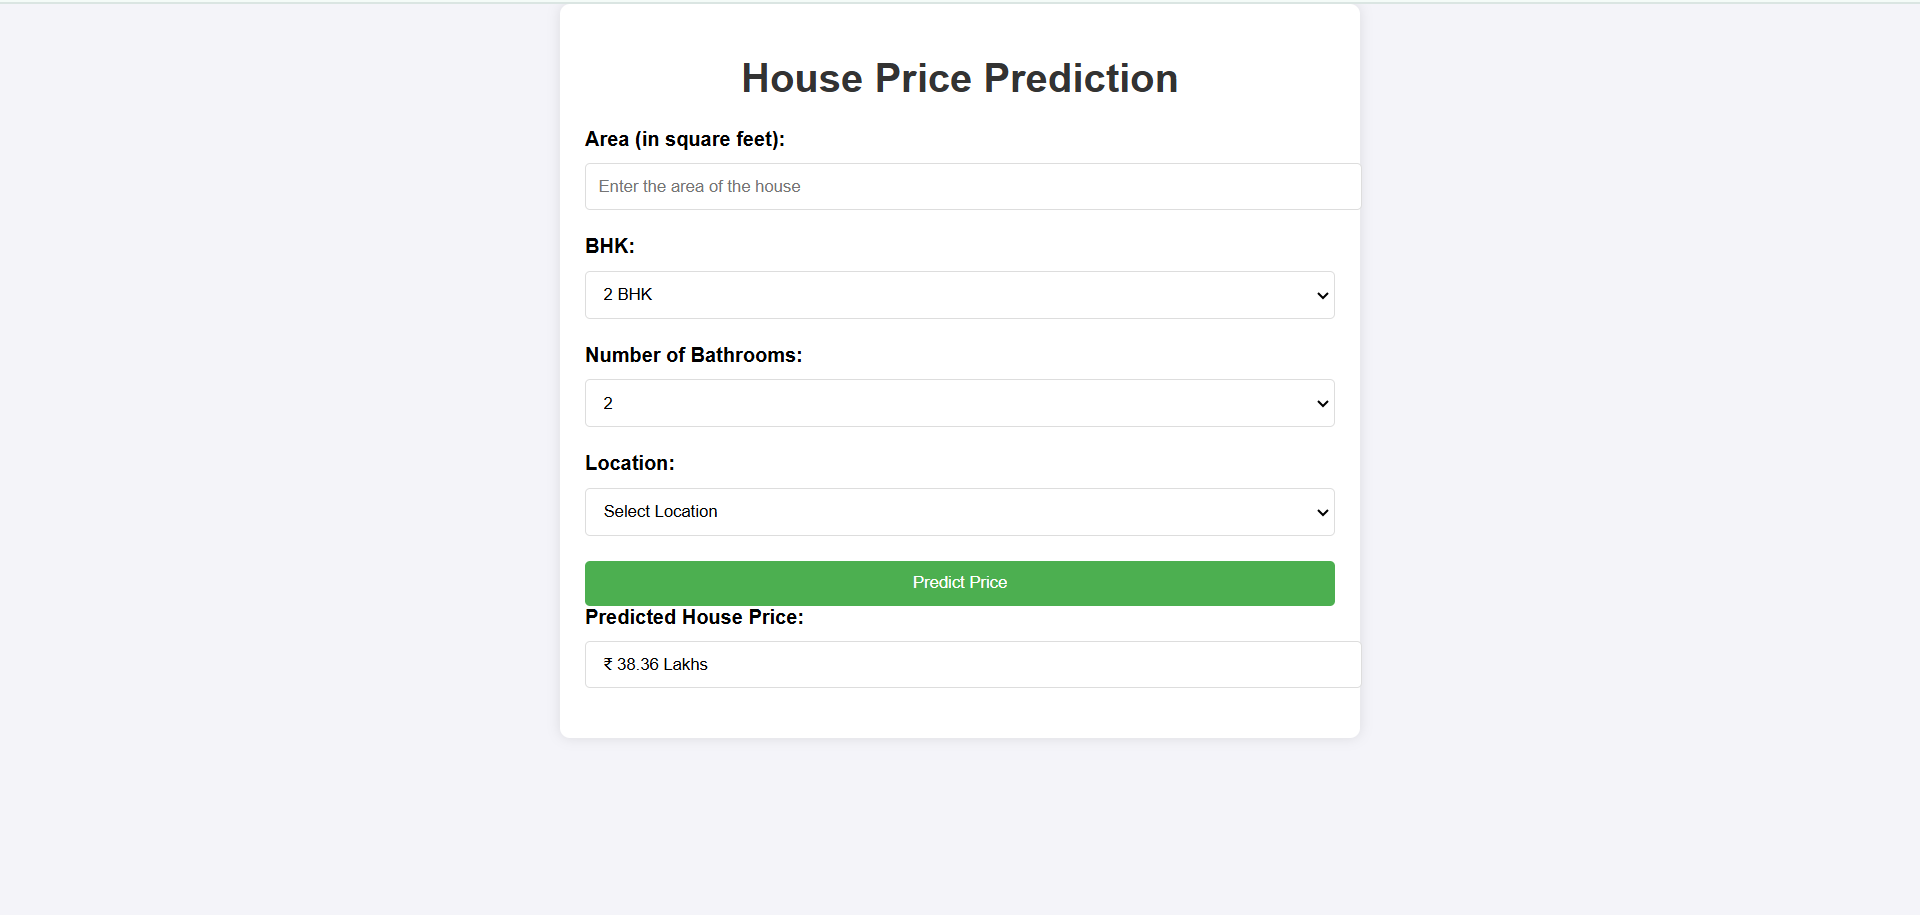 House Price Prediction
Area (in square feet):
Enter the area of the house
BHK:
2 BHK
Number of Bathrooms:
2
Location:
Select Location
Predict Price
Predicted House Price:
₹ 38.36 Lakhs